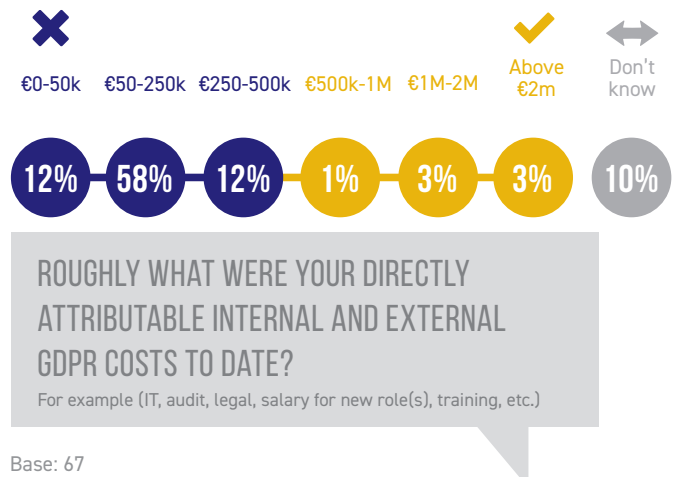 €0-50k €50-250k €250-500k €500k-1M €1M-2M Above €2m Don't know
12% 58% 12% 1% 3% 3% 10%
ROUGHLY WHAT WERE YOUR DIRECTLY
ATTRIBUTABLE INTERNAL AND EXTERNAL
GDPR COSTS TO DATE?
For example (IT, audit, legal, salary for new role(s), training, etc.)
Base: 67